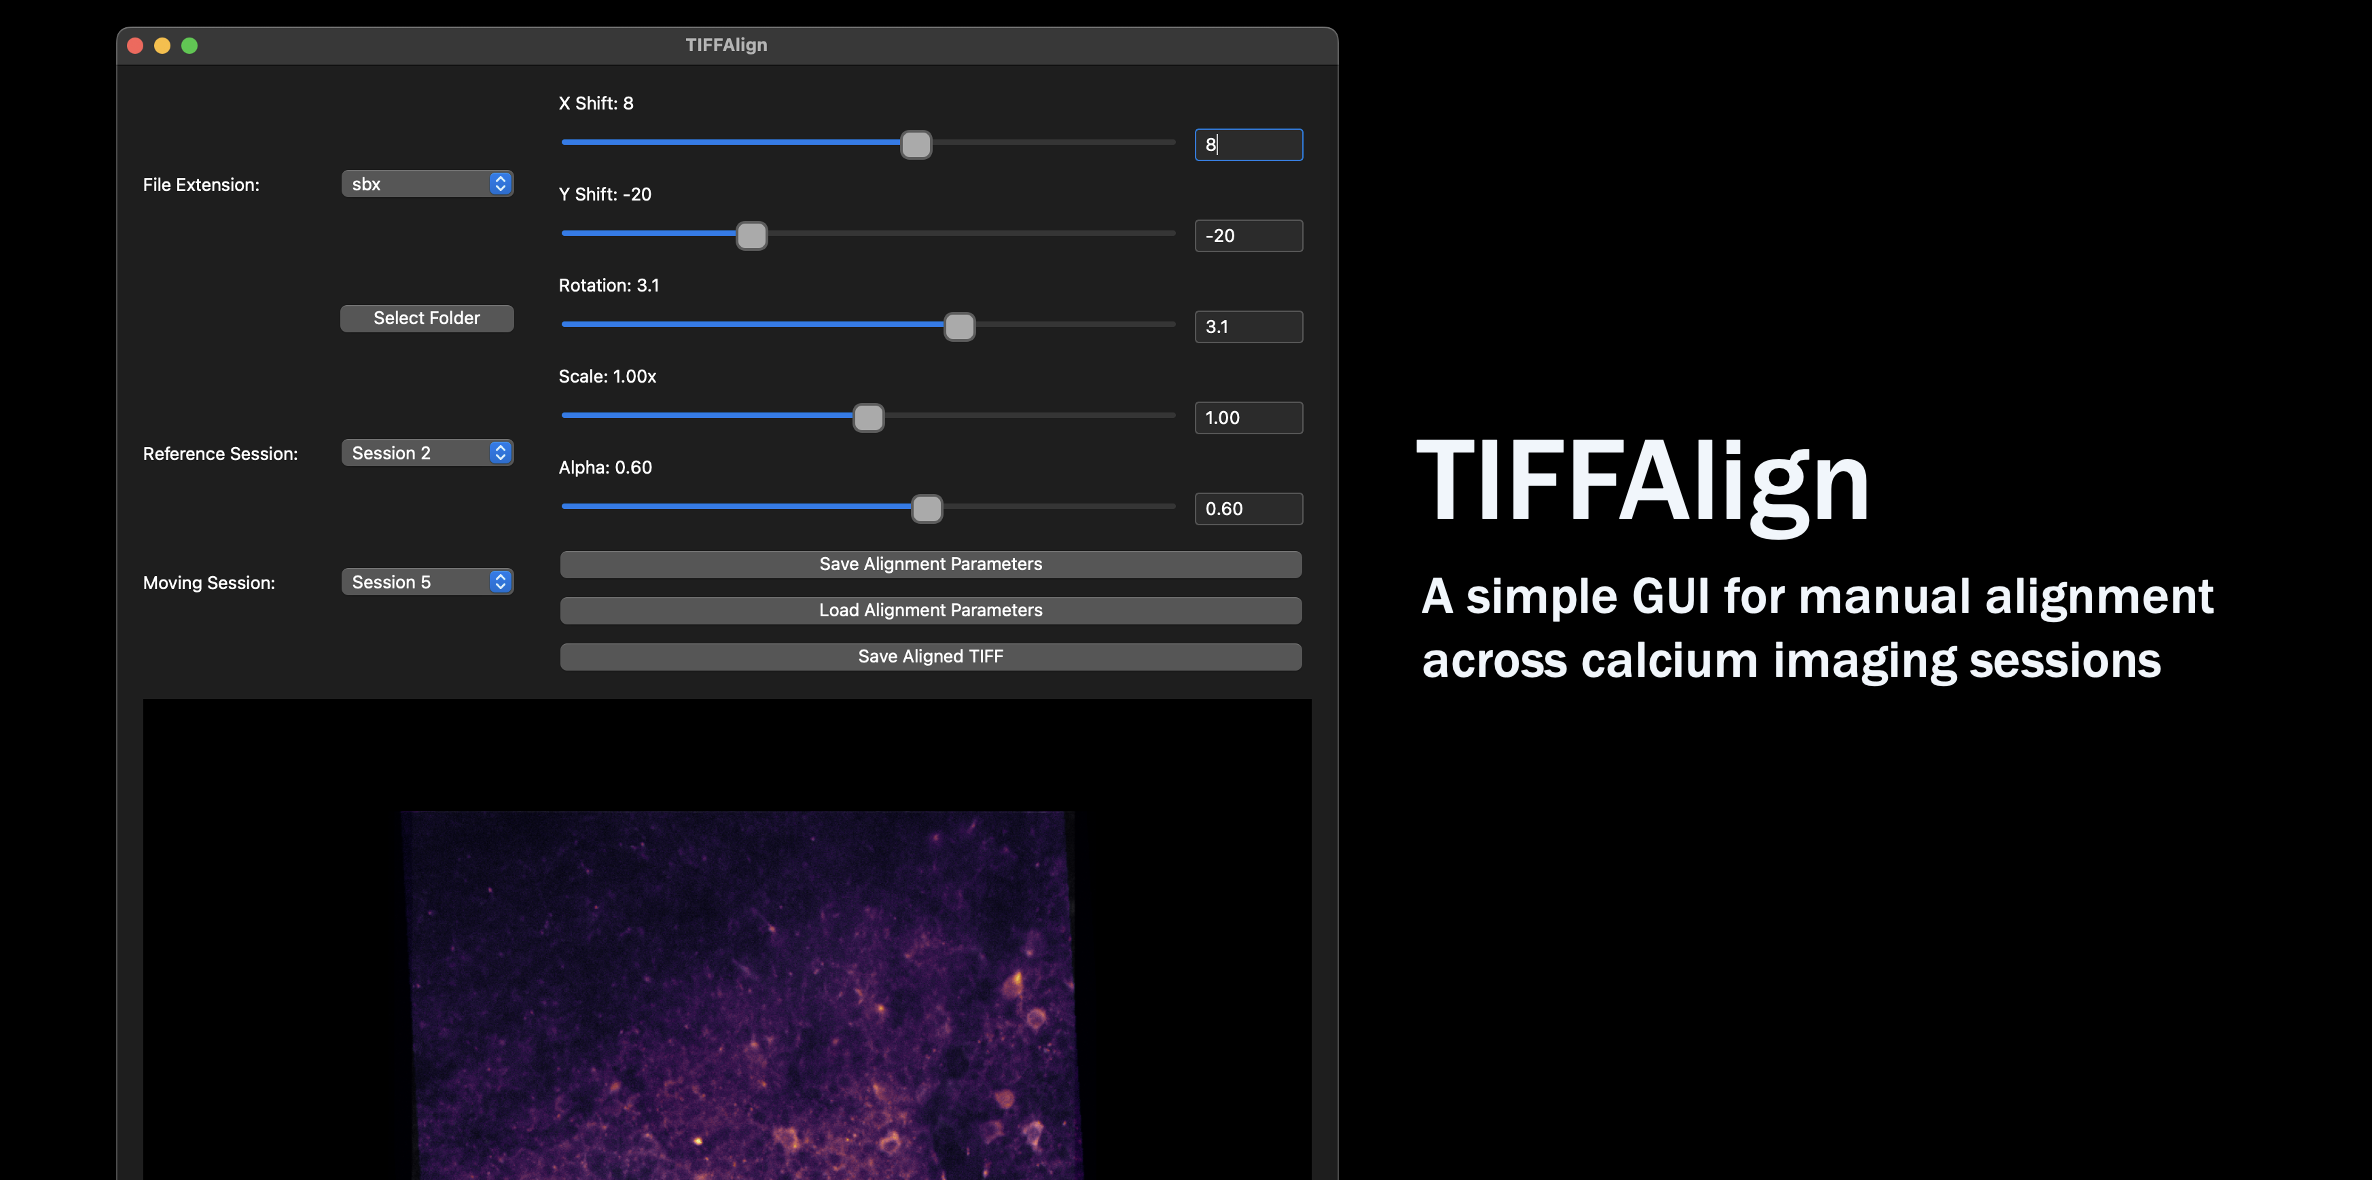 TIFFAlign
X Shift: 8
8
File Extension:
sbx
Y Shift: -20
-20
Rotation: 3.1
3.1
Select Folder
Scale: 1.00x
1.00
Reference Session:
Session 2
Alpha: 0.60
0.60
Moving Session:
Session 5
Save Alignment Parameters
Load Alignment Parameters
Save Aligned TIFF
TIFFAlign
A simple GUI for manual alignment
across calcium imaging sessions